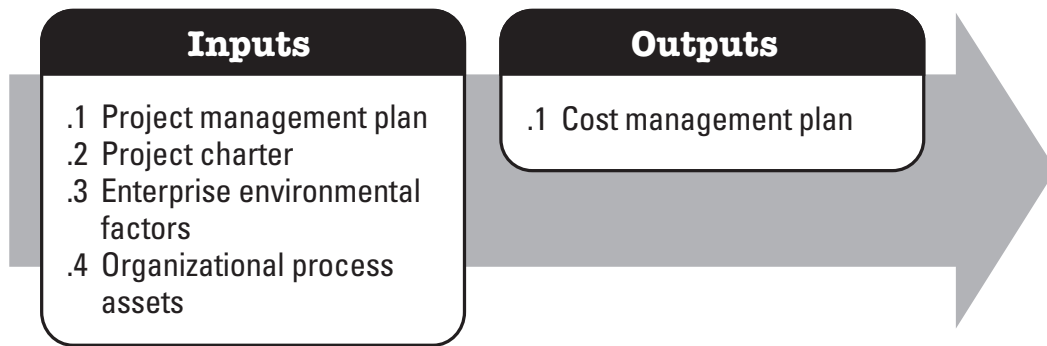 Inputs
.1 Project management plan
.2 Project charter
.3 Enterprise environmental
factors
.4 Organizational process
assets
Outputs
.1 Cost management plan